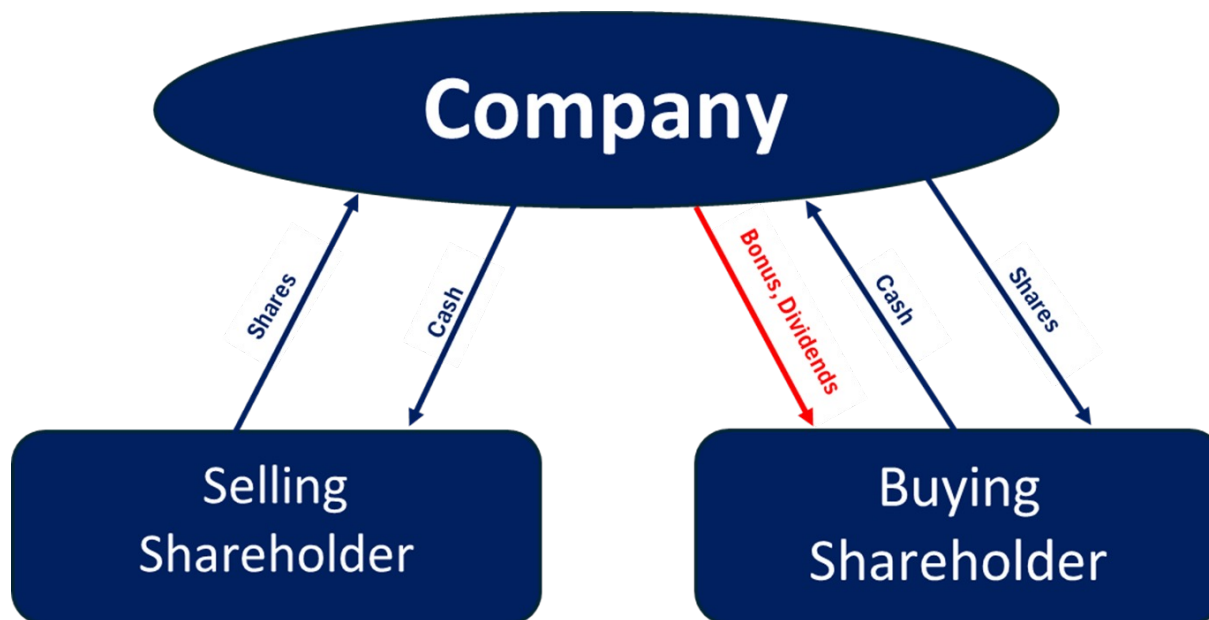 Company
Shares
Cash
Bonus, Dividends
Cash
Shares
Selling
Shareholder
Buying
Shareholder